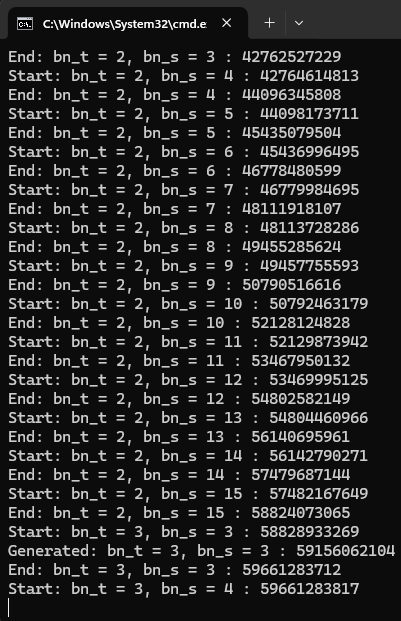 C:\Windows\System32\cmd.e
End: bn_t = 2, bn_s = 3 : 42762527229
Start: bn_t = 2, bn_s = 4 : 42764614813
End: bn_t = 2, bn_s = 4 : 44096345808
Start: bn_t = 2, bn_s = 5 : 44098173711
End: bn_t = 2, bn_s = 5 : 45435079504
Start: bn_t = 2, bn_s = 6 : 45436996495
End: bn_t = 2, bn_s = 6 : 46778480599
Start: bn_t = 2, bn_s = 7 : 46779984695
End: bn_t = 2, bn_s = 7 : 48111918107
Start: bn_t = 2, bn_s = 8 : 48113728286
End: bn_t = 2, bn_s = 8 : 49455285624
Start: bn_t = 2, bn_s = 9 : 49457755593
End: bn_t = 2, bn_s = 9 : 50790516616
Start: bn_t = 2, bn_s = 10 : 50792463179
End: bn_t = 2, bn_s = 10 : 52128124828
Start: bn_t = 2, bn_s = 11 : 52129873942
End: bn_t = 2, bn_s = 11 : 53467950132
Start: bn_t = 2, bn_s = 12 : 53469995125
End: bn_t = 2, bn_s = 12 : 54802582149
Start: bn_t = 2, bn_s = 13 : 54804460966
End: bn_t = 2, bn_s = 13 : 56140695961
Start: bn_t = 2, bn_s = 14 : 56142790271
End: bn_t = 2, bn_s = 14 : 57479687144
Start: bn_t = 2, bn_s = 15 : 57482167649
End: bn_t = 2, bn_s = 15 : 58824073065
Start: bn_t = 3, bn_s = 3 : 58828933269
Generated: bn_t = 3, bn_s = 3 : 59156062104
End: bn_t = 3, bn_s = 3 : 59661283712
Start: bn_t = 3, bn_s = 4 : 59661283817